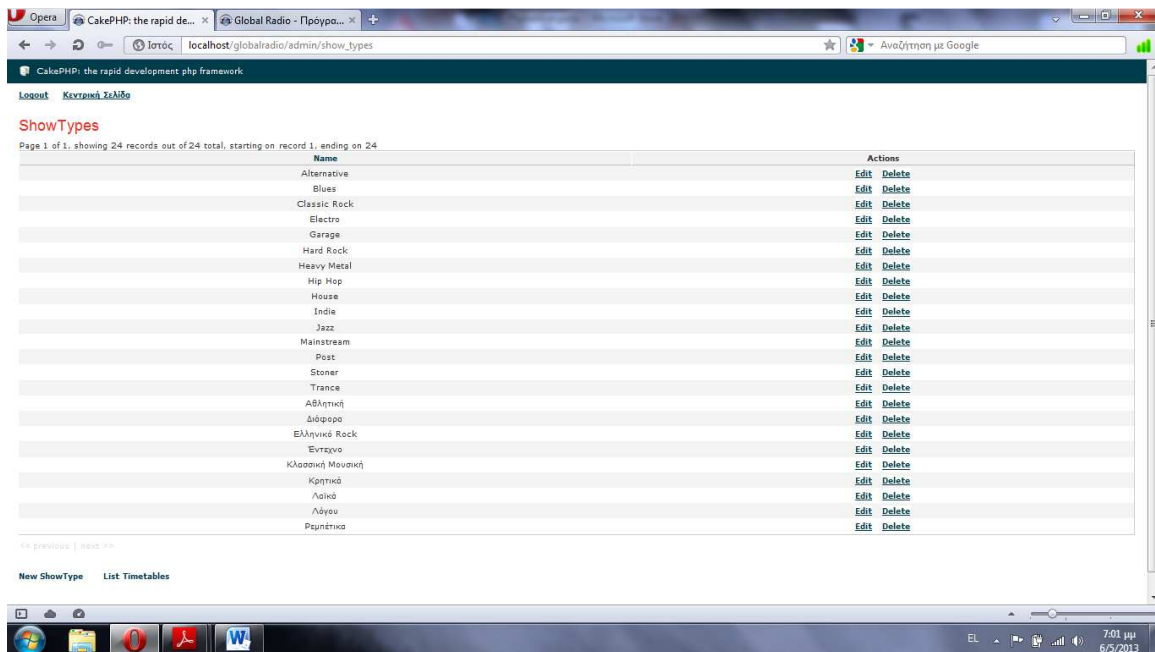 Opera CakePHP: the rapid de... Global Radio - Πρόγρα...
Ιστός localhost/globalradio/admin/show_types Αναζήτηση με Google
CakePHP: the rapid development php framework
Logout Κεντρική Σελίδα
ShowTypes
Page 1 of 1, showing 24 records out of 24 total, starting on record 1, ending on 24
Name Actions
Alternative Edit Delete
Blues Edit Delete
Classic Rock Edit Delete
Electro Edit Delete
Garage Edit Delete
Hard Rock Edit Delete
Heavy Metal Edit Delete
Hip Hop Edit Delete
House Edit Delete
Indie Edit Delete
Jazz Edit Delete
Mainstream Edit Delete
Post Edit Delete
Stoner Edit Delete
Trance Edit Delete
Αθλητική Edit Delete
Διάφορα Edit Delete
Ελληνικό Rock Edit Delete
Έντεχνο Edit Delete
Κλασσική Μουσική Edit Delete
Κρητικά Edit Delete
Λαϊκά Edit Delete
Λόγου Edit Delete
Ρεμπέτικα Edit Delete
<< previous | next >>
New ShowType List Timetables
EL 7:01 μμ
6/5/2013